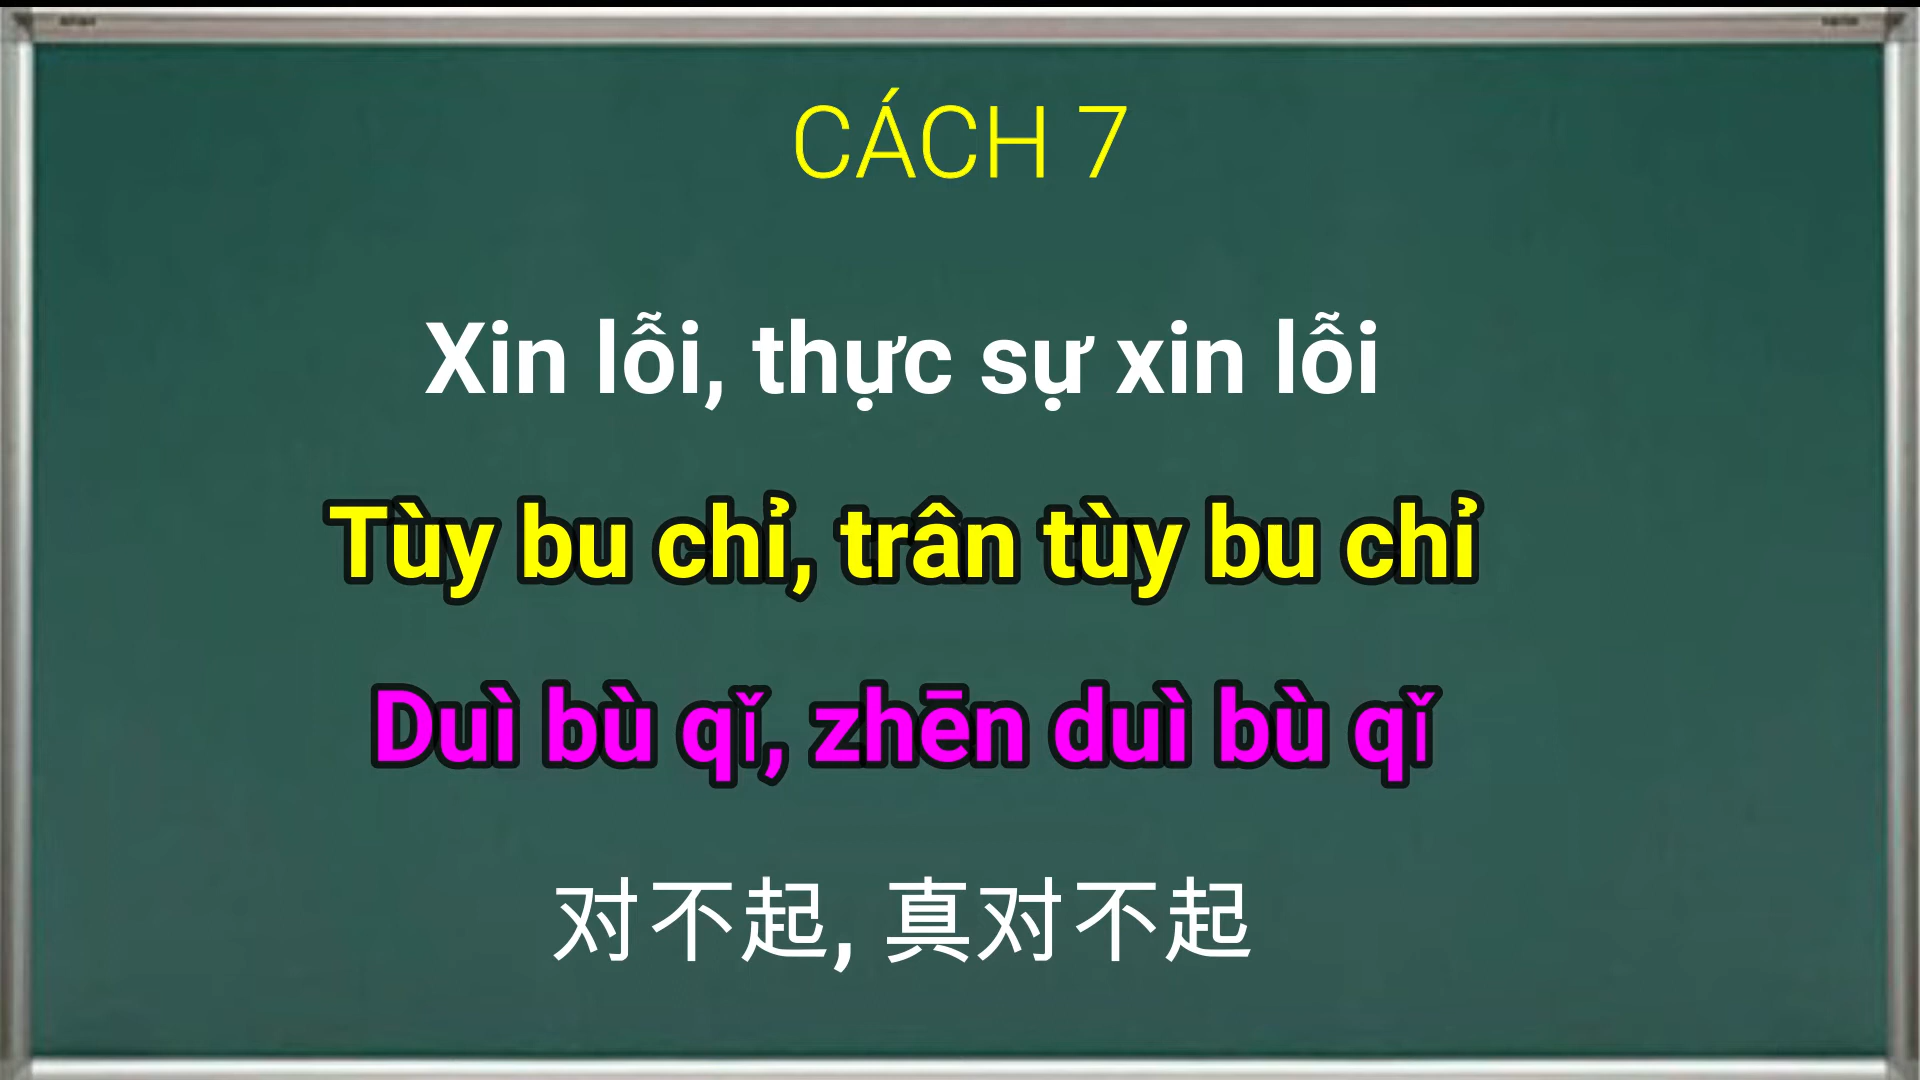 CÁCH 7
Xin lỗi, thực sự xin lỗi
Tùy bu chỉ, trân tùy bu chỉ
Duì bù qǐ, zhēn duì bù qǐ
对不起, 真对不起